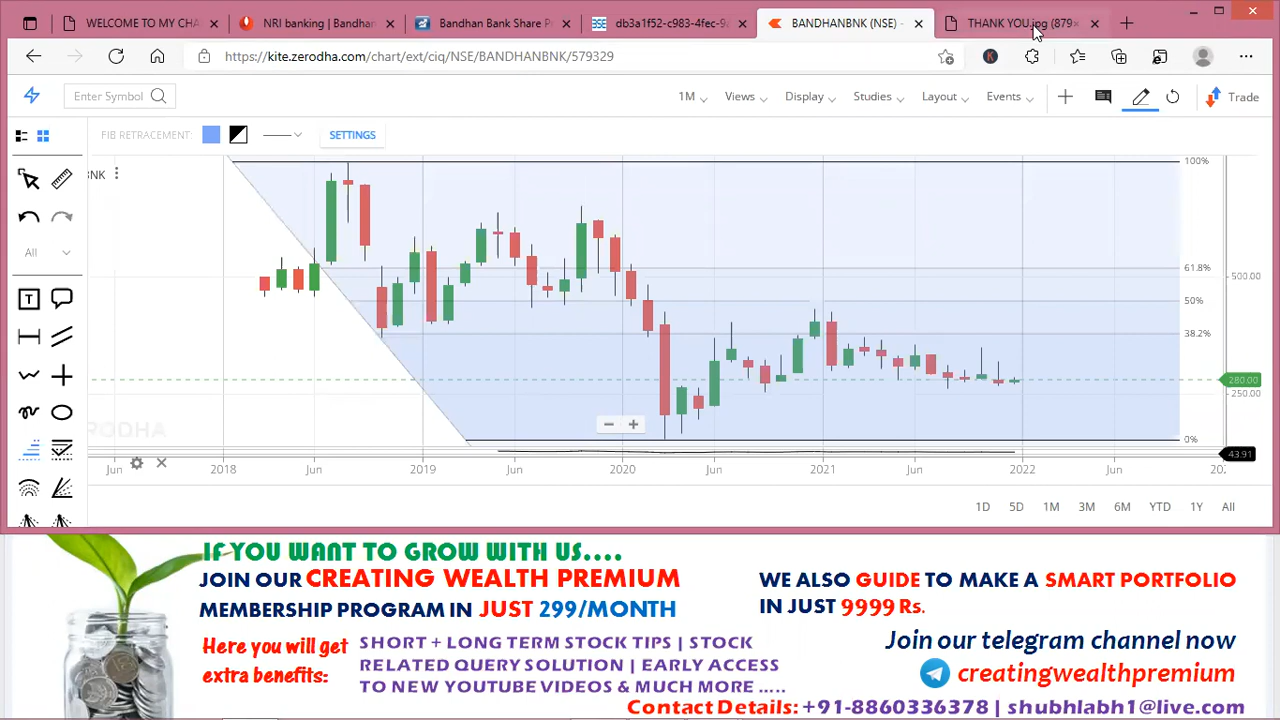 WELCOME TO MY CHA
NRI banking | Bandhan
Bandhan Bank Share P
db3a1f52-c983-4fec-9
BANDHANBNK (NSE)
THANK YOU.jpg (879×
https://kite.zerodha.com/chart/ext/ciq/NSE/BANDHANBNK/579329
K
Enter Symbol
1M
Views
Display
Studies
Layout
Events
Trade
FIB RETRACEMENT:
SETTINGS
BNK
100%
All
61.8%
500.00
T
50%
38.2%
280.00
250.00
ERODHA
0%
43.91
Jun
2018
Jun
2019
Jun
2020
Jun
2021
Jun
2022
Jun
20:
1D
5D
1M
3M
6M
YTD
1Y
All
IF YOU WANT TO GROW WITH US....
JOIN OUR CREATING WEALTH PREMIUM
MEMBERSHIP PROGRAM IN JUST 299/MONTH
WE ALSO GUIDE TO MAKE A SMART PORTFOLIO
IN JUST 9999 Rs.
Here you will get
extra benefits:
SHORT + LONG TERM STOCK TIPS | STOCK
RELATED QUERY SOLUTION | EARLY ACCESS
TO NEW YOUTUBE VIDEOS & MUCH MORE .....
Join our telegram channel now
creatingwealthpremium
Contact Details: +91-8860336378 | shubhlabh1@live.com